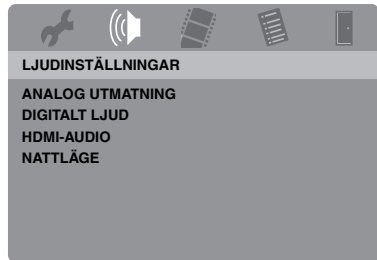 LJUDINSTÄLLNINGAR
ANALOG UTMATNING
DIGITALT LJUD
HDMI-AUDIO
NATTLÄGE